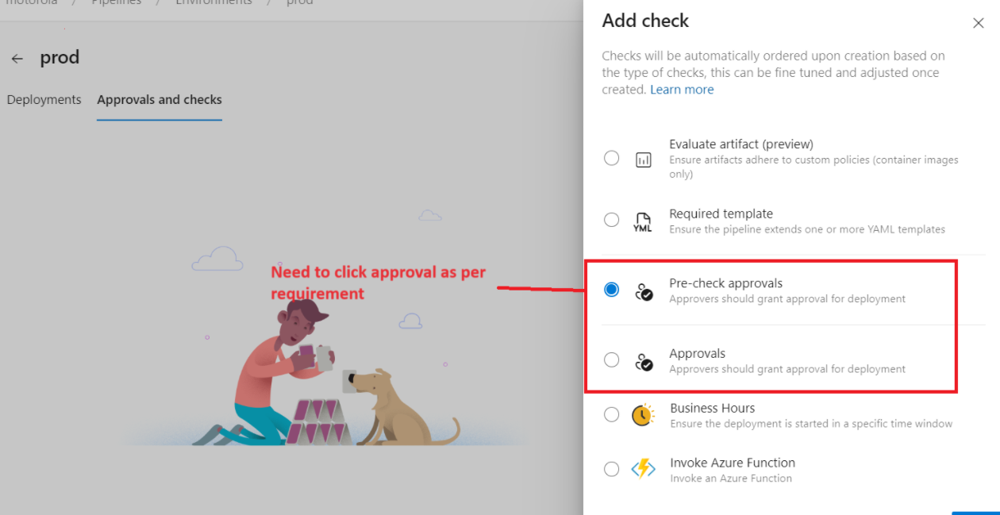 motorola / Pipelines / Environments / prod
← prod
Deployments Approvals and checks
Need to click approval as per
requirement
Add check
Checks will be automatically ordered upon creation based on
the type of checks, this can be fine tuned and adjusted once
created. Learn more
Evaluate artifact (preview)
Ensure artifacts adhere to custom policies (container images
only)
YML
Required template
Ensure the pipeline extends one or more YAML templates
Pre-check approvals
Approvers should grant approval for deployment
Approvals
Approvers should grant approval for deployment
Business Hours
Ensure the deployment is started in a specific time window
Invoke Azure Function
Invoke an Azure Function